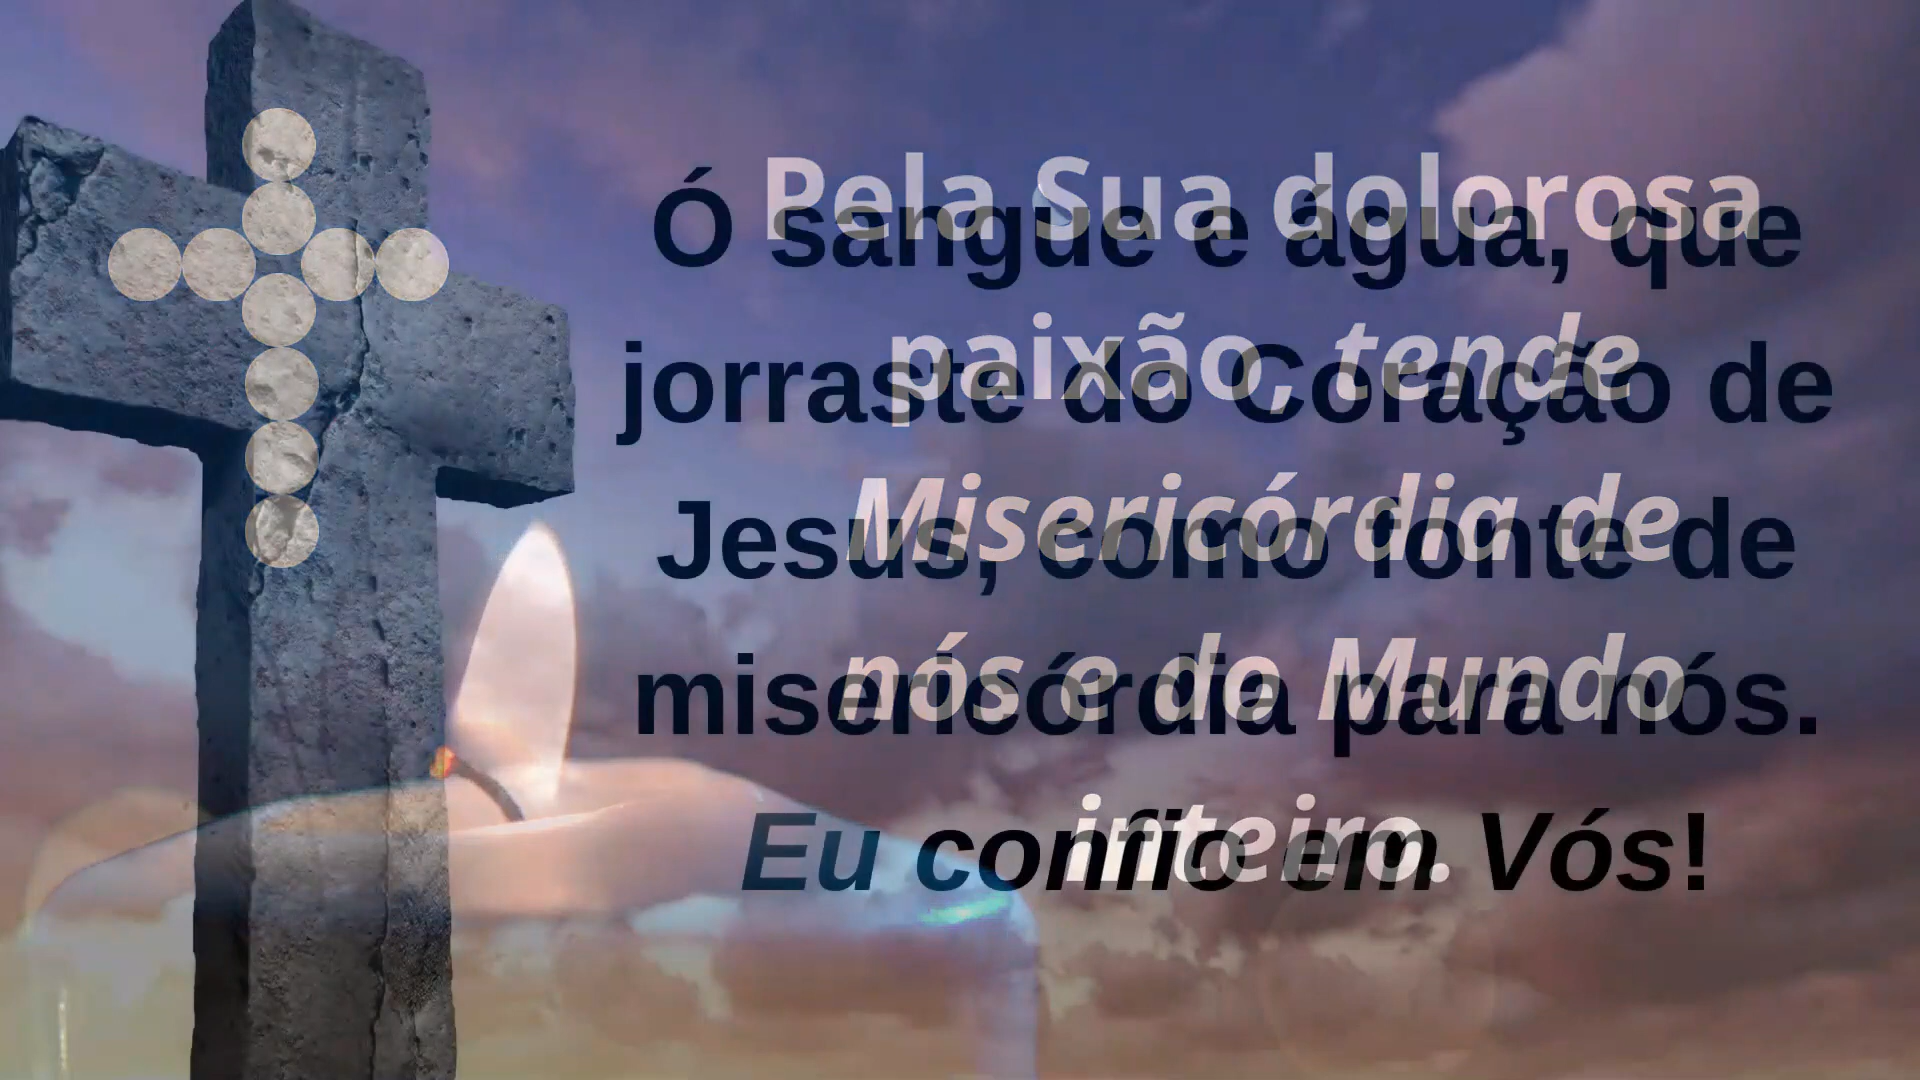 Pela Sua dolorosa
paixão, tende
Misericórdia de
nós e do Mundo
inteiro.
Ó sangue e água, que
jorraste do Coração de
Jesus, como fonte de
misericórdia para nós.
Eu confio em Vós!